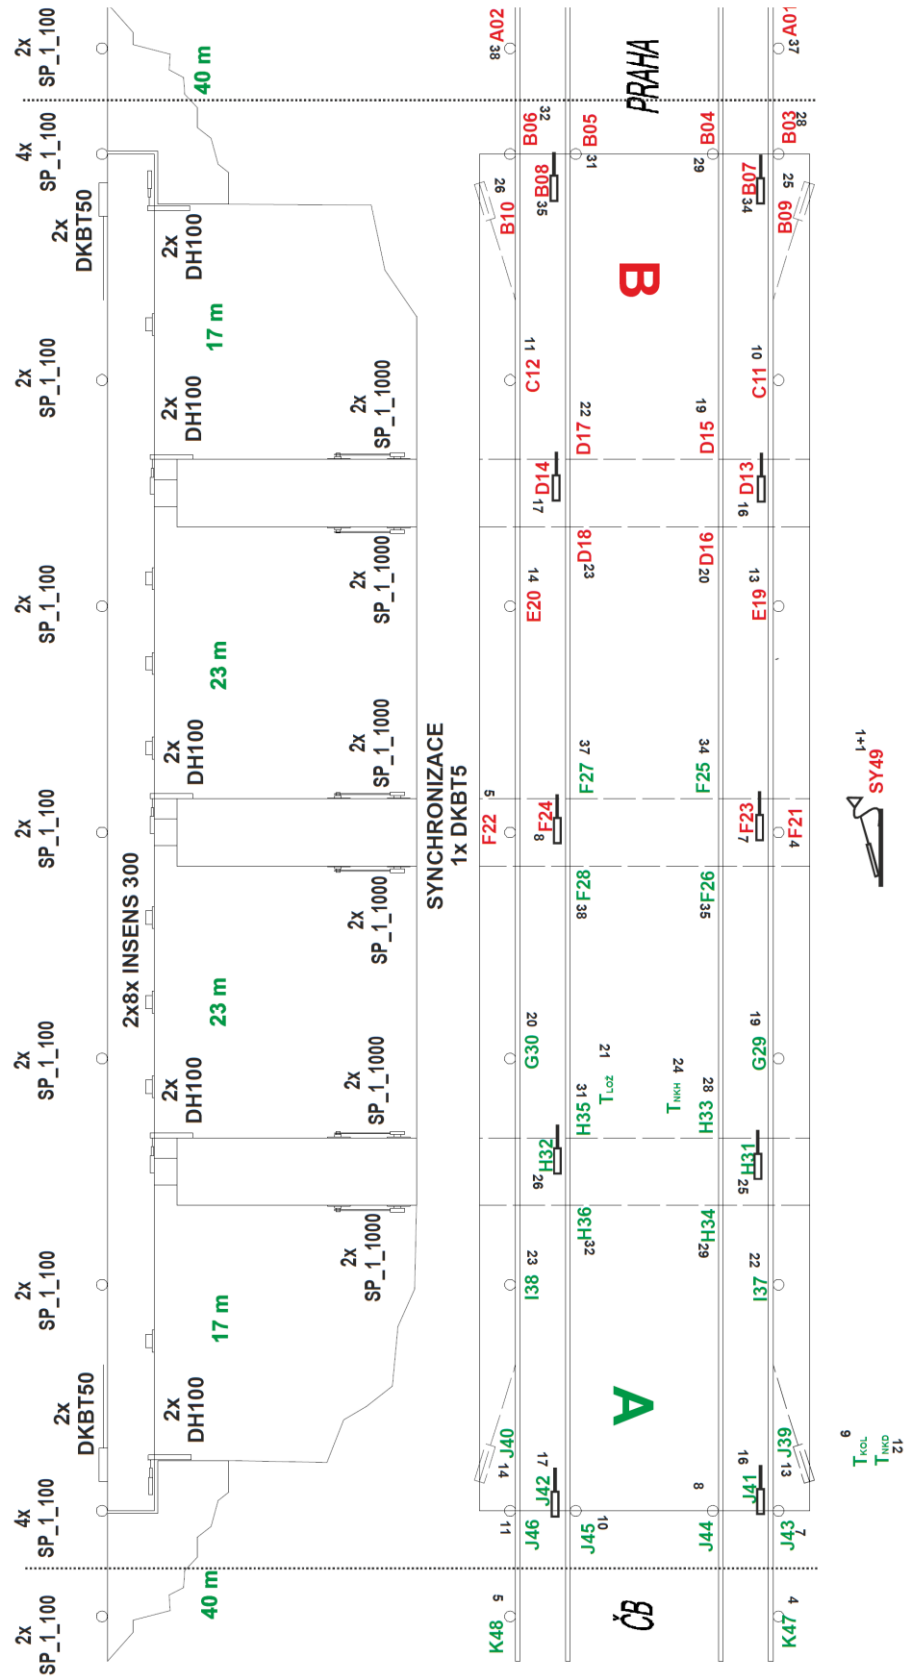 2x
SP_1_100
4x
SP_1_100
2x
DKBT50
2x
SP_1_100
2x
SP_1_100
2x
SP_1_100
2x
SP_1_100
2x
SP_1_100
2x
DKBT50
4x
SP_1_100
2x
SP_1_100
40 m
2x
DH100
17 m
2x
DH100
23 m
2x
DH100
2x8x INSENS 300
23 m
2x
DH100
17 m
2x
DH100
40 m
2x
SP_1_1000
2x
SP_1_1000
2x
SP_1_1000
2x
SP_1_1000
2x
SP_1_1000
2x
SP_1_1000
SYNCHRONIZACE
1x DKBT5
A02
38
PRAHA
A01
37
32
B06
B05
31
B04
29
28
B03
26
B10
B08
35
B07
34
25
B09
B
11
C12
10
C11
22
D17
19
D15
D14
17
D13
16
D18
23
D16
20
14
E20
13
E19
37
F27
34
F25
5
F22
F24
8
F23
7
F21
4
F28
38
F26
35
1+1
SY49
20
G30
21
T LOZ
24
T NKH
19
G29
31
H35
28
H33
H32
26
H31
25
H36
32
H34
29
23
I38
22
I37
A
J40
14
17
J42
16
J41
J39
13
9
T KOL
12
T NKD
11
J46
J45
10
8
J44
J43
7
5
K48
ČB
4
K47